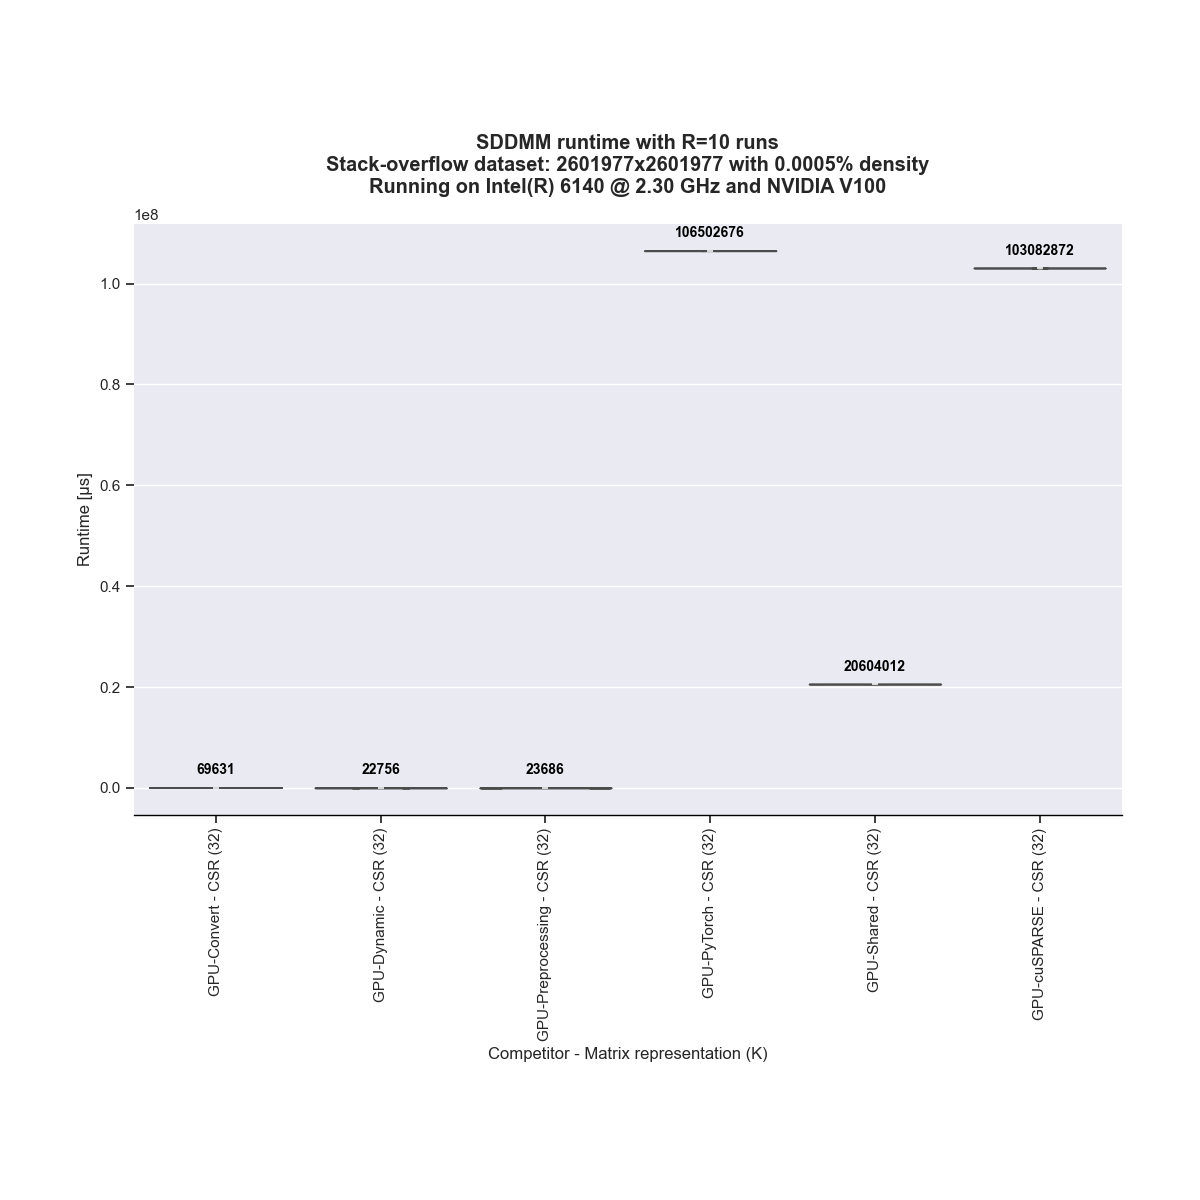 SDDMM runtime with R=10 runs
Stack-overflow dataset: 2601977x2601977 with 0.0005% density
Running on Intel(R) 6140 @ 2.30 GHz and NVIDIA V100
1e8
106502676
103082872
1.0
0.8
0.6
Runtime [µs]
0.4
20604012
0.2
69631
22756
23686
0.0
GPU-Convert - CSR (32)
GPU-Dynamic - CSR (32)
GPU-Preprocessing - CSR (32)
GPU-PyTorch - CSR (32)
GPU-Shared - CSR (32)
GPU-cuSPARSE - CSR (32)
Competitor - Matrix representation (K)